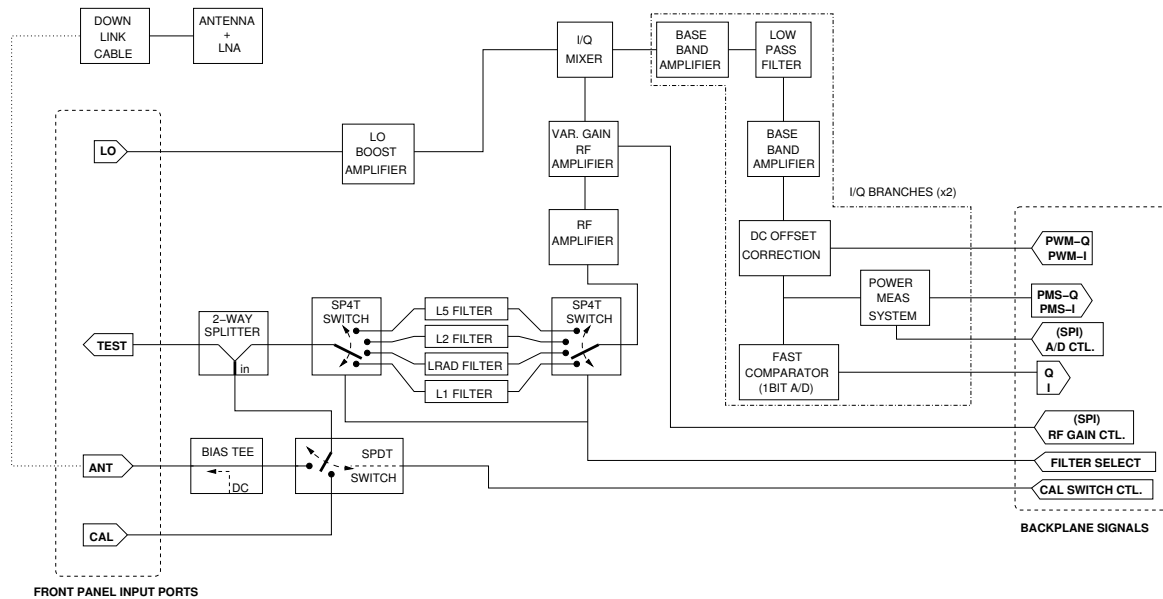 DOWN
LINK
CABLE
ANTENNA
+
LNA
I/Q
MIXER
BASE
BAND
AMPLIFIER
LOW
PASS
FILTER
LO
LO
BOOST
AMPLIFIER
VAR. GAIN
RF
AMPLIFIER
BASE
BAND
AMPLIFIER
I/Q BRANCHES (x2)
RF
AMPLIFIER
DC OFFSET
CORRECTION
PWM−Q
PWM−I
POWER
MEAS
SYSTEM
PMS−Q
PMS−I
(SPI)
A/D CTL.
TEST
2−WAY
SPLITTER
in
SP4T
SWITCH
L5 FILTER
L2 FILTER
LRAD FILTER
L1 FILTER
SP4T
SWITCH
FAST
COMPARATOR
(1BIT A/D)
Q
I
(SPI)
RF GAIN CTL.
ANT
BIAS TEE
DC
SPDT
SWITCH
FILTER SELECT
CAL SWITCH CTL.
CAL
BACKPLANE SIGNALS
FRONT PANEL INPUT PORTS